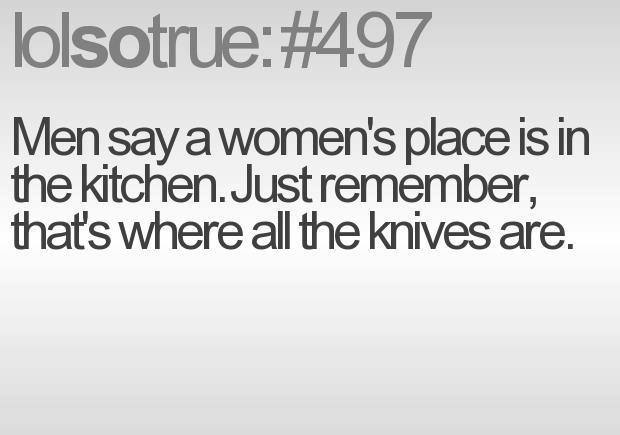 lolsotrue: #497
Men say a women's place is in
the kitchen. Just remember,
that's where all the knives are.